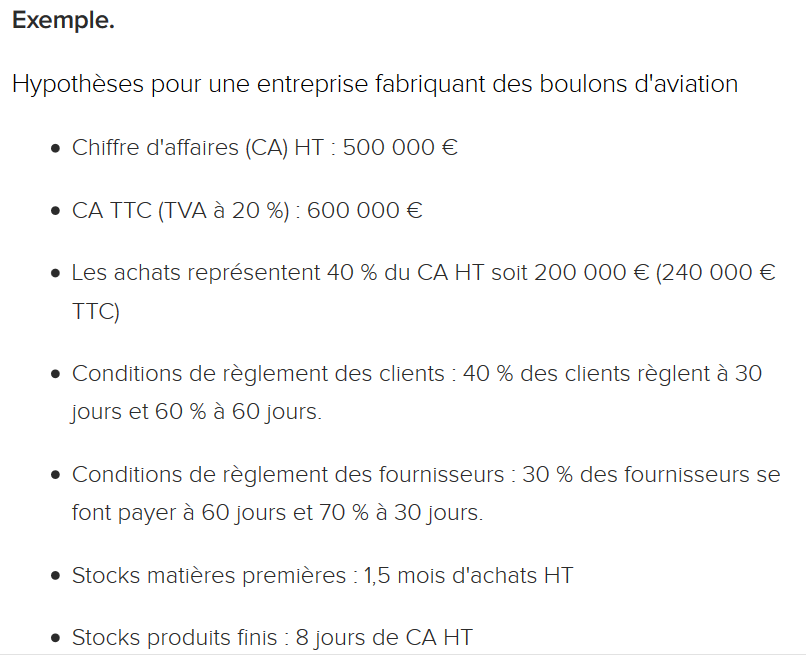 Exemple.
Hypothèses pour une entreprise fabriquant des boulons d'aviation
• Chiffre d'affaires (CA) HT : 500 000 €
• CA TTC (TVA à 20 %) : 600 000 €
• Les achats représentent 40 % du CA HT soit 200 000 € (240 000 €
TTC)
• Conditions de règlement des clients : 40 % des clients règlent à 30
jours et 60 % à 60 jours.
• Conditions de règlement des fournisseurs : 30 % des fournisseurs se
font payer à 60 jours et 70 % à 30 jours.
• Stocks matières premières : 1,5 mois d'achats HT
• Stocks produits finis : 8 jours de CA HT